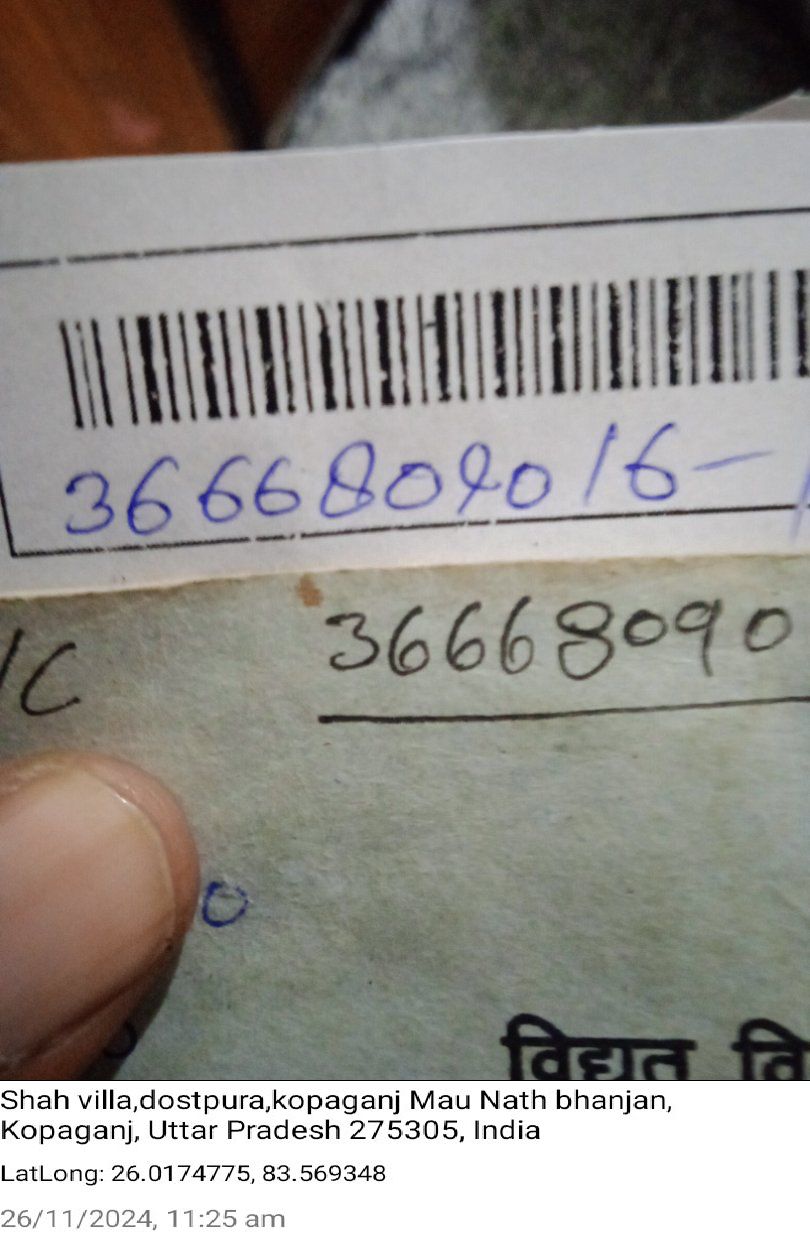 3666809016-
/C 36668090
0
विद्युत वि
Shah villa,dostpura,kopaganj Mau Nath bhanjan,
Kopaganj, Uttar Pradesh 275305, India
LatLong: 26.0174775, 83.569348
26/11/2024, 11:25 am